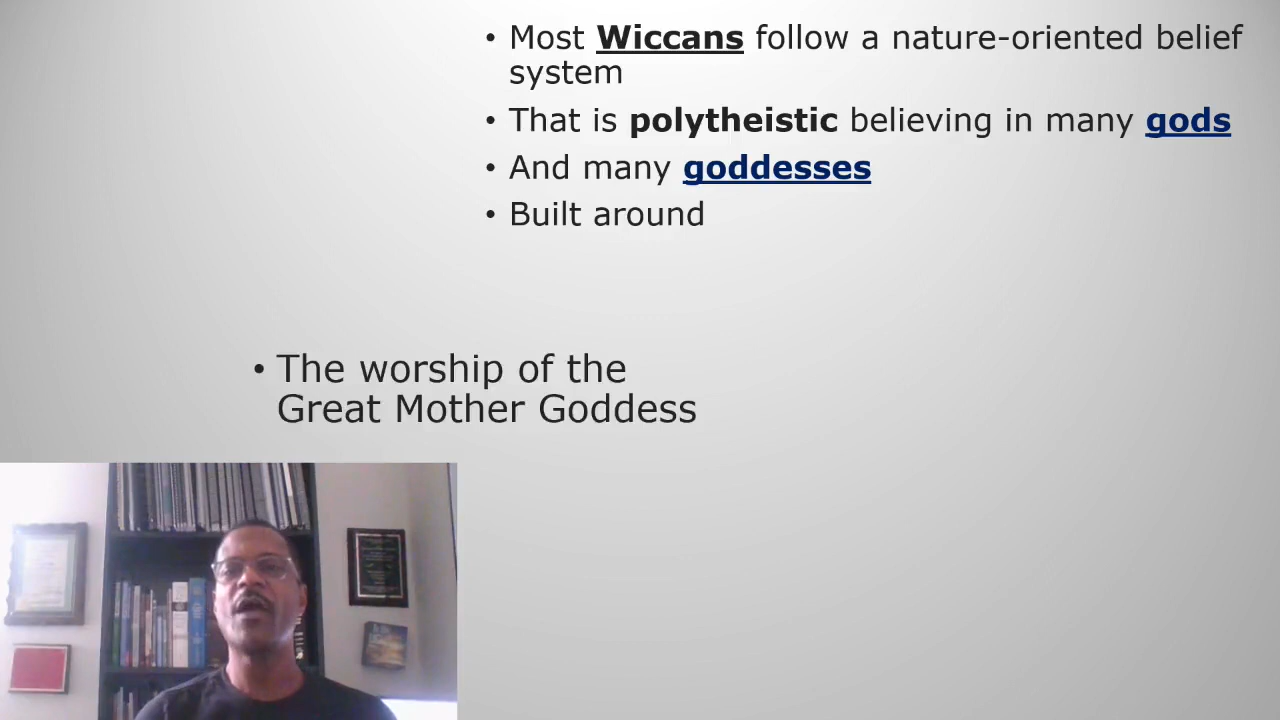 • Most Wiccans follow a nature-oriented belief
system
• That is polytheistic believing in many gods
• And many goddesses
• Built around
• The worship of the
Great Mother Goddess